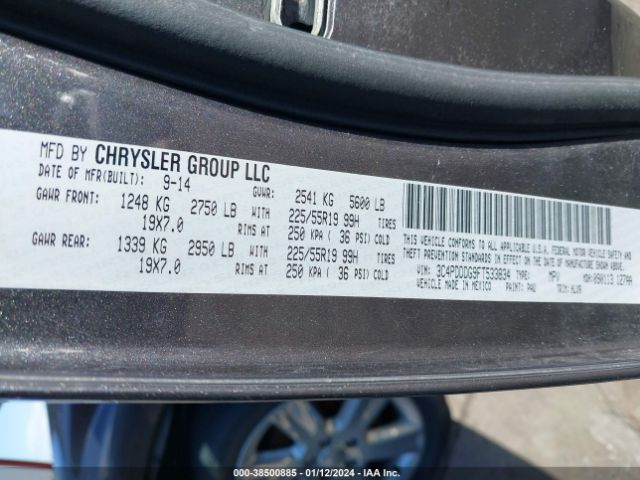 MFD BY CHRYSLER GROUP LLC
DATE OF MFR(BUILT): 9-14 GVWR: 2541 KG 5600 LB
GAWR FRONT: 1248 KG 2750 LB WITH 225/55R19 99H TIRES
19X7.0 RIMS AT 250 KPA ( 36 PSI) COLD
GAWR REAR: 1339 KG 2950 LB WITH 225/55R19 99H TIRES
19X7.0 RIMS AT 250 KPA ( 36 PSI) COLD
THIS VEHICLE CONFORMS TO ALL APPLICABLE U.S.A. FEDERAL MOTOR VEHICLE SAFETY AND
THEFT PREVENTION STANDARDS IN EFFECT ON THE DATE OF MANUFACTURE SHOWN ABOVE.
VIN: 3C4PDDDG9FT533834 TYPE: MPV MDH: 127AA
VEHICLE MADE IN MEXICO PAINT: PAU TRIM:
000-38500885 - 01/12/2024 - IAA Inc.